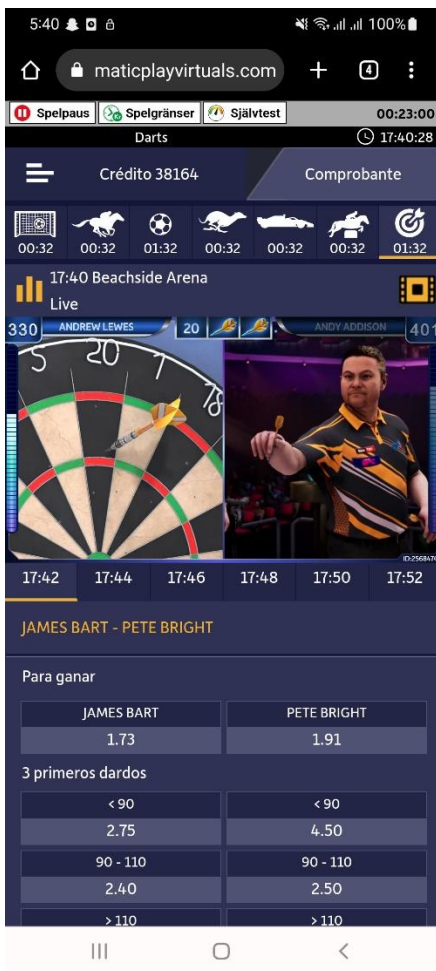 5:40 100%
maticplayvirtuals.com 4
Spelpaus Spelgränser Självtest 00:23:00
Darts 17:40:28
Crédito 38164 Comprobante
00:32 00:32 01:32 00:32 00:32 00:32 01:32
17:40 Beachside Arena
Live
330 ANDREW LEWES 20 ANDY ADDISON 401
5 20 1 18
ID:2568476
17:42 17:44 17:46 17:48 17:50 17:52
JAMES BART - PETE BRIGHT
Para ganar
JAMES BART PETE BRIGHT
1.73 1.91
3 primeros dardos
< 90 < 90
2.75 4.50
90 - 110 90 - 110
2.40 2.50
> 110 > 110